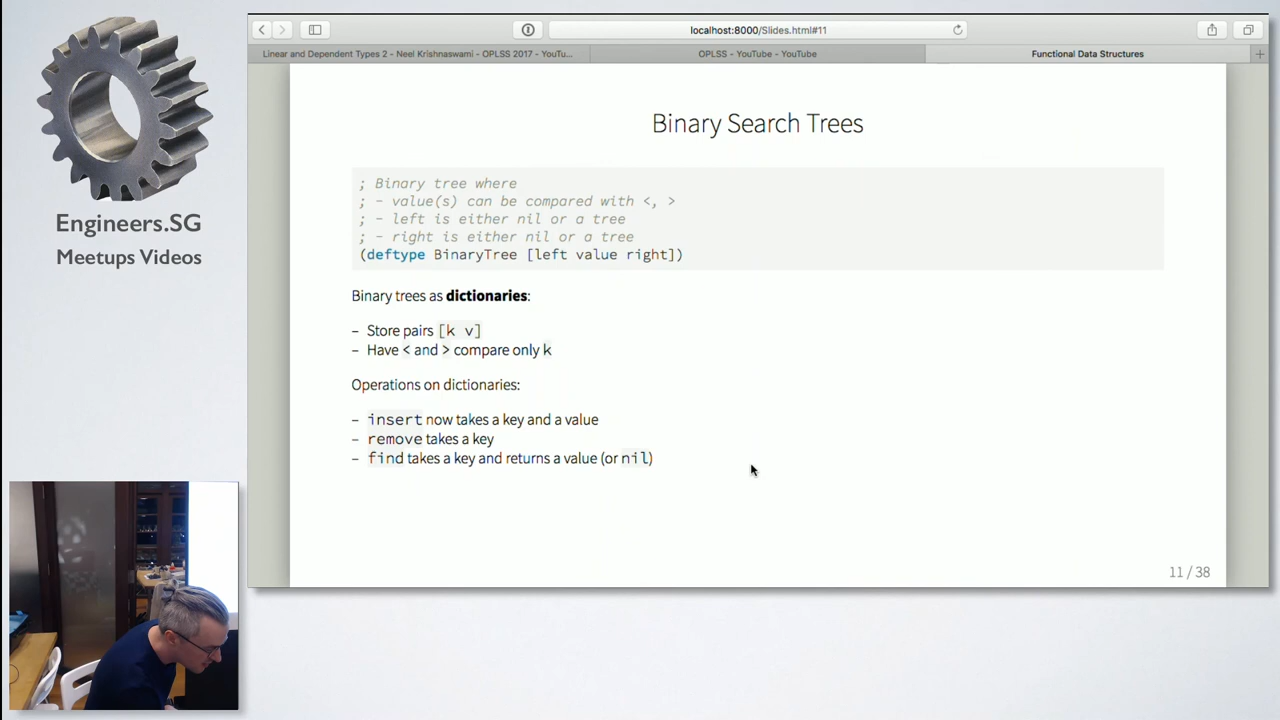 localhost:8000/Slides.html#11
Linear and Dependent Types 2 - Neel Krishnaswami - OPLSS 2017 - YouTu...
OPLSS - YouTube - YouTube
Functional Data Structures
Binary Search Trees
; Binary tree where
; - value(s) can be compared with <, >
; - left is either nil or a tree
; - right is either nil or a tree
(deftype BinaryTree [left value right])
Binary trees as dictionaries:
– Store pairs [k v]
– Have < and > compare only k
Operations on dictionaries:
– insert now takes a key and a value
– remove takes a key
– find takes a key and returns a value (or nil)
11 / 38
Engineers.SG
Meetups Videos